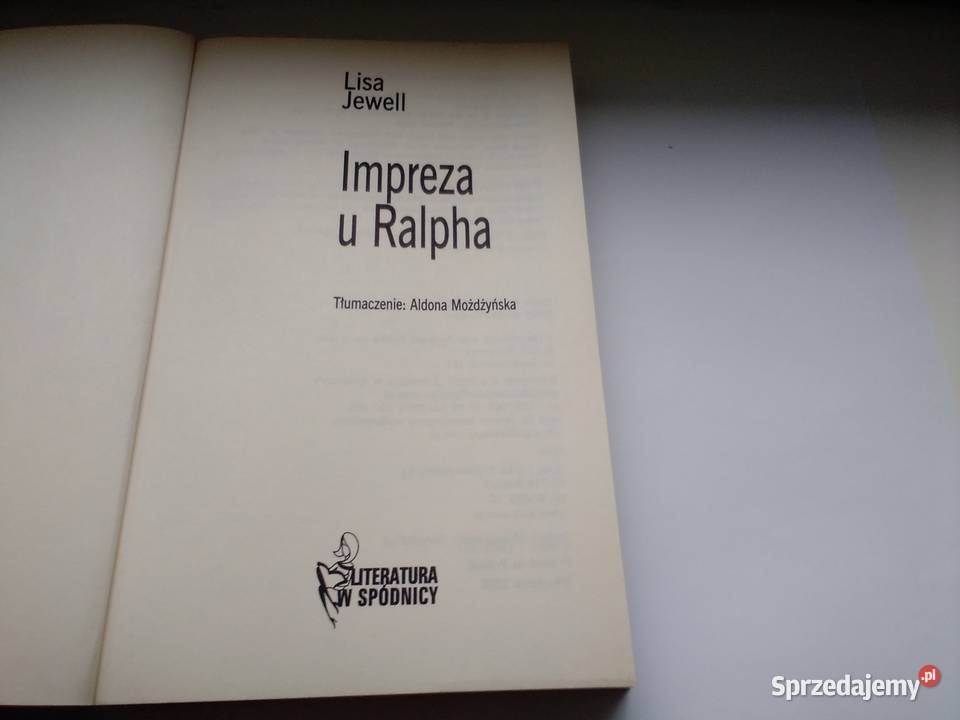 Lisa
Jewell
Impreza
u Ralpha
Tłumaczenie: Aldona Możdżyńska
LITERATURA
W SPÓDNICY
Sprzedajemy.pl